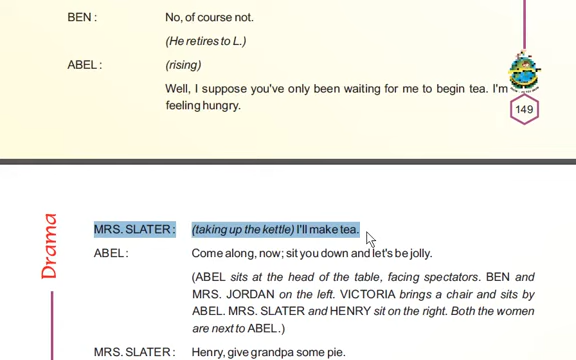 BEN : No, of course not.
(He retires to L.)
ABEL : (rising)
Well, I suppose you've only been waiting for me to begin tea. I'm
feeling hungry.
149
Drama
MRS. SLATER : (taking up the kettle) I'll make tea.
ABEL : Come along, now; sit you down and let's be jolly.
(ABEL sits at the head of the table, facing spectators. BEN and
MRS. JORDAN on the left. VICTORIA brings a chair and sits by
ABEL. MRS. SLATER and HENRY sit on the right. Both the women
are next to ABEL.)
MRS. SLATER : Henry, give grandpa some pie.